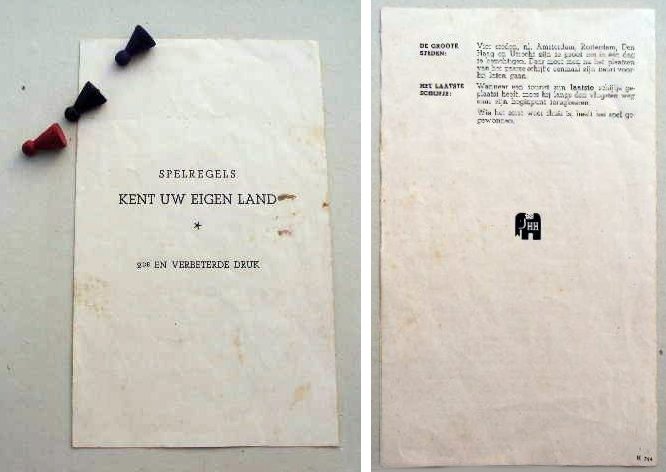 SPELREGELS
KENT UW EIGEN LAND
*
2DE EN VERBETERDE DRUK
DE GROOTE
STEDEN:
Vier steden, n.l. Amsterdam, Rotterdam, Den
Haag en Utrecht zijn te groot om in één dag
te bezichtigen. Daar moet men na het plaatsen
van het paarse schijfje eenmaal zijn beurt voor-
bij laten gaan.
HET LAATSTE
SCHIJFJE:
Wanneer een tourist zijn laatste schijfje ge-
plaatst heeft, moet hij langs den vlugsten weg
naar zijn beginpunt terugkeeren.
Wie het eerst weer thuis is, heeft het spel ge-
wonnen.
HH